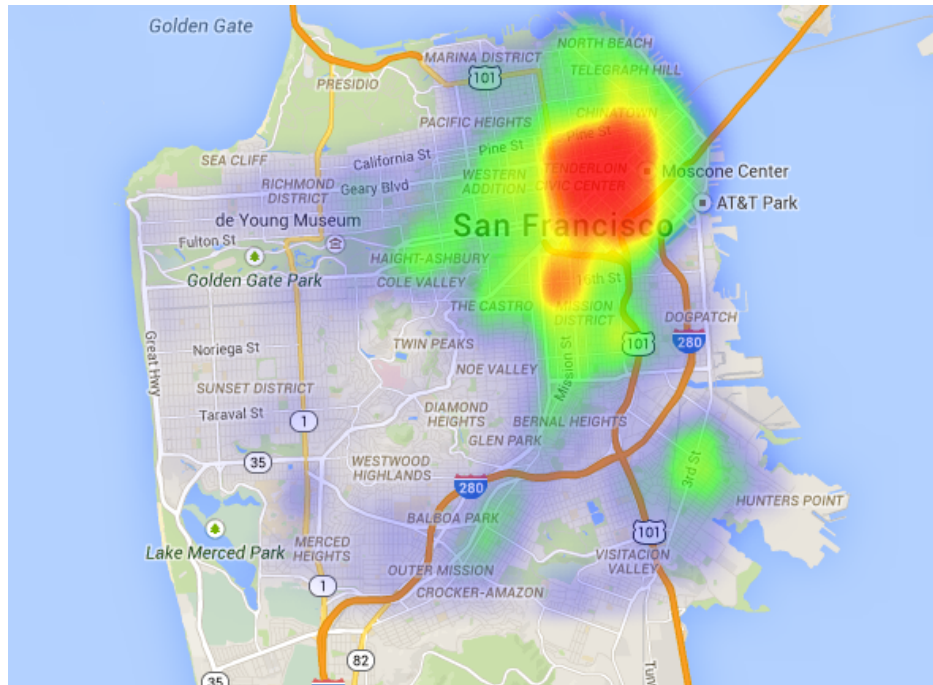 Golden Gate
NORTH BEACH
MARINA DISTRICT
TELEGRAPH HILL
101
PRESIDIO
CHINATOWN
PACIFIC HEIGHTS
Pine St
Pine St
SEA CLIFF
California St
TENDERLOIN
Moscone Center
RICHMOND
DISTRICT
Geary Blvd
WESTERN
ADDITION
CIVIC CENTER
AT&T Park
de Young Museum
San Francisco
Fulton St
HAIGHT-ASHBURY
Golden Gate Park
COLE VALLEY
16th St
THE CASTRO
MISSION
DISTRICT
DOGPATCH
Great Hwy
Noriega St
TWIN PEAKS
101
280
Mission St
NOE VALLEY
SUNSET DISTRICT
Taraval St
1
DIAMOND
HEIGHTS
BERNAL HEIGHTS
GLEN PARK
35
WESTWOOD
HIGHLANDS
3rd St
280
HUNTERS POINT
BALBOA PARK
101
Lake Merced Park
MERCED
HEIGHTS
VISITACION
VALLEY
OUTER MISSION
1
CROCKER-AMAZON
82
35